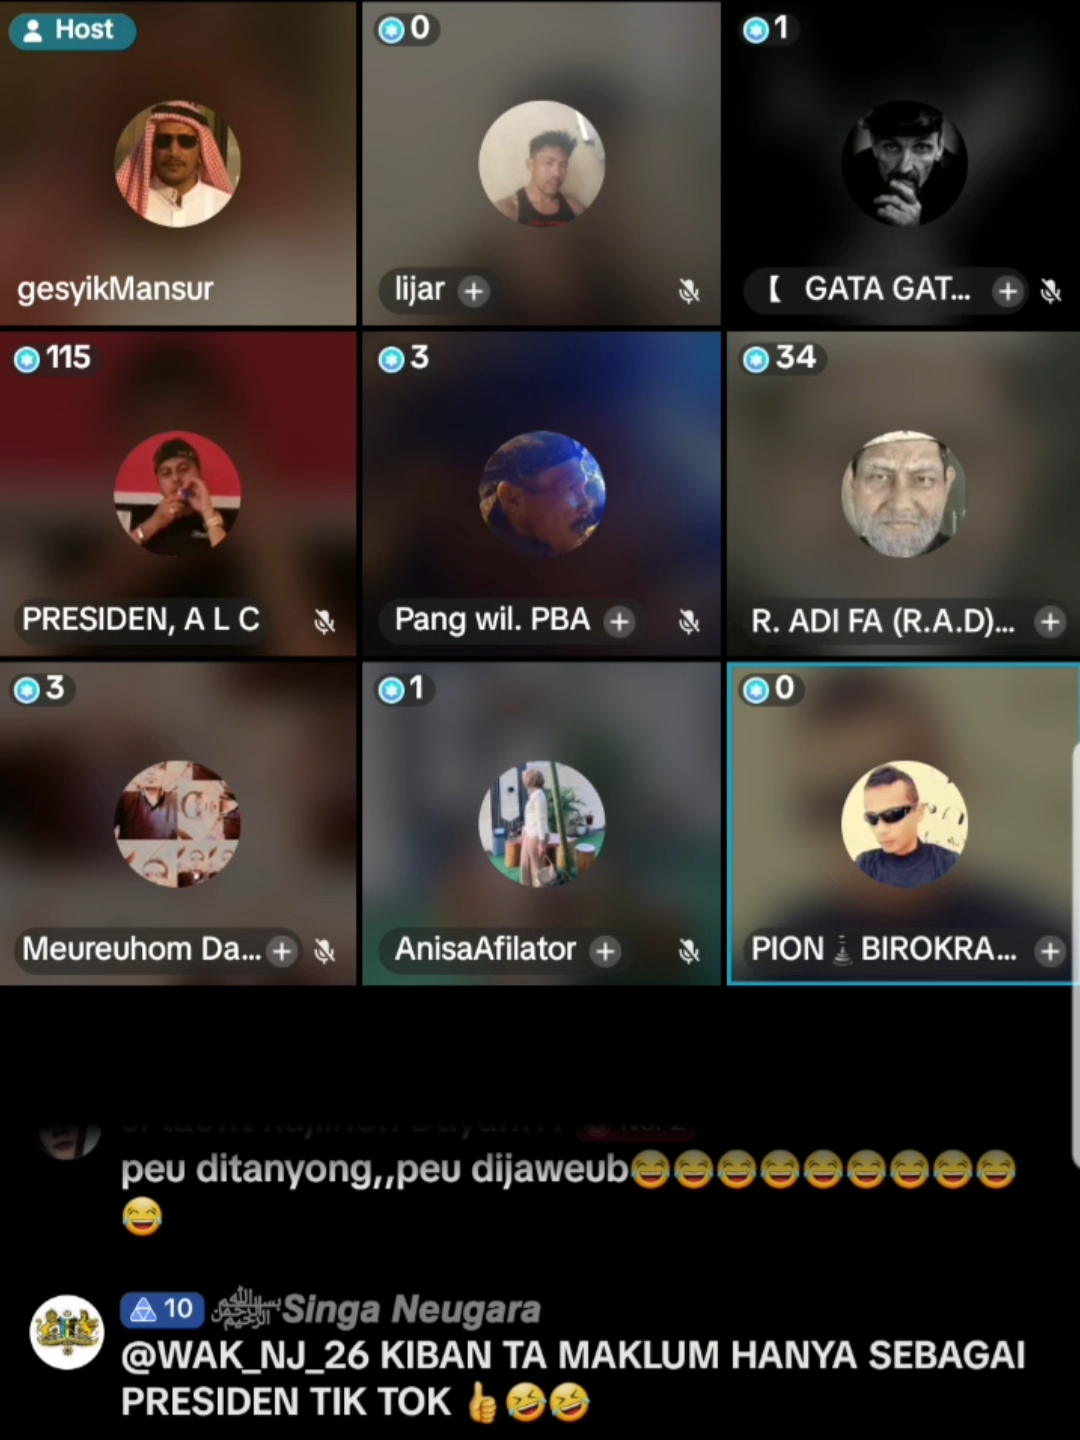 Host
0
1
gesyikMansur
lijar
【 GATA GAT...
115
3
34
PRESIDEN, A L C
Pang wil. PBA
R. ADI FA (R.A.D)...
3
1
0
Meureuhom Da...
AnisaAfilator
PION BIROKRA...
peu ditanyong,,peu dijaweub😂😂😂😂😂😂😂😂😂
😂
10 ﷽Singa Neugara
@WAK_NJ_26 KIBAN TA MAKLUM HANYA SEBAGAI
PRESIDEN TIK TOK 👍🤣🤣